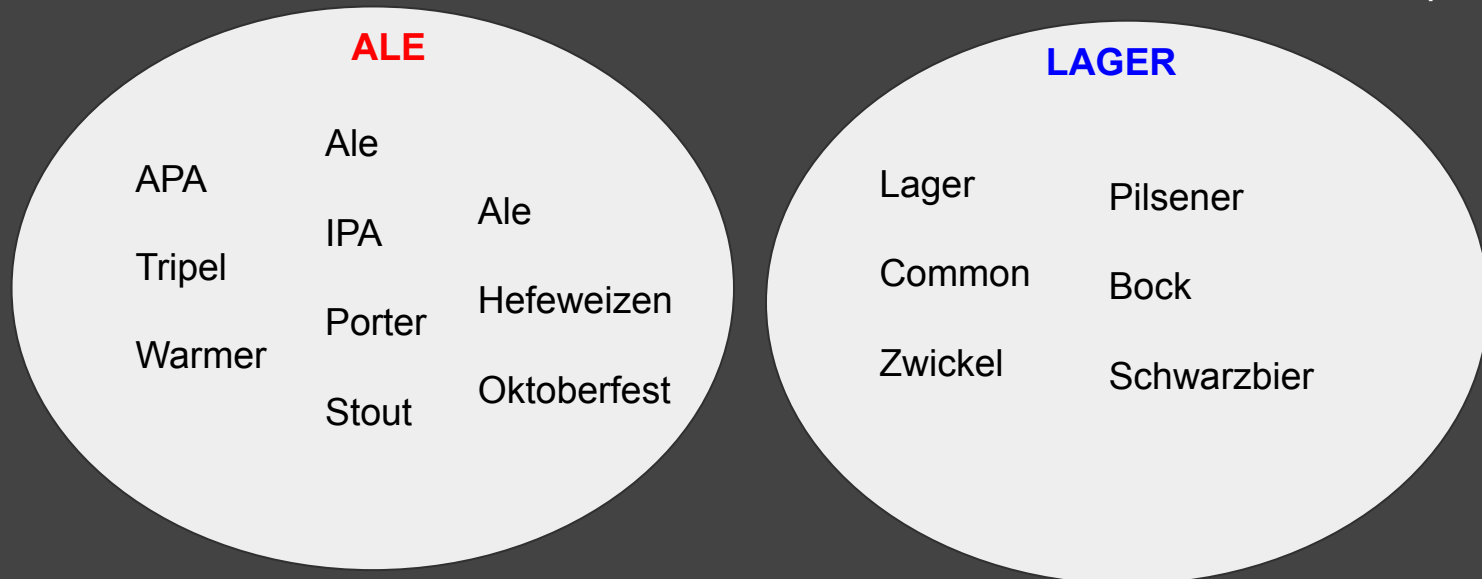 ALE
APA
Tripel
Warmer
Ale
IPA
Porter
Stout
Ale
Hefeweizen
Oktoberfest
LAGER
Lager
Common
Zwickel
Pilsener
Bock
Schwarzbier